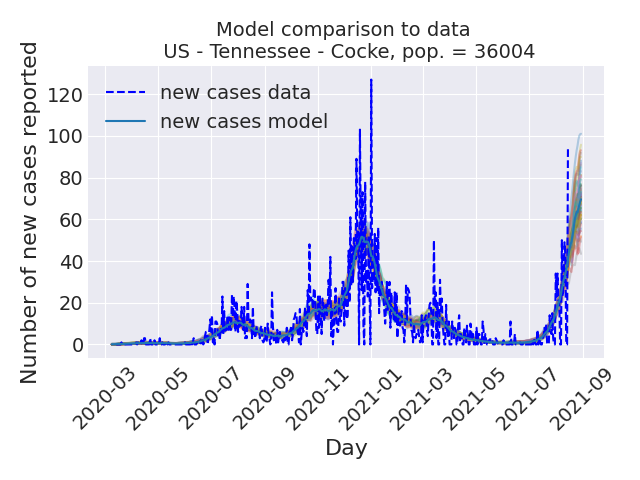 Model comparison to data
US - Tennessee - Cocke, pop. = 36004
Number of new cases reported
120
100
80
60
40
20
0
new cases data
new cases model
2020-03
2020-05
2020-07
2020-09
2020-11
2021-01
2021-03
2021-05
2021-07
2021-09
Day